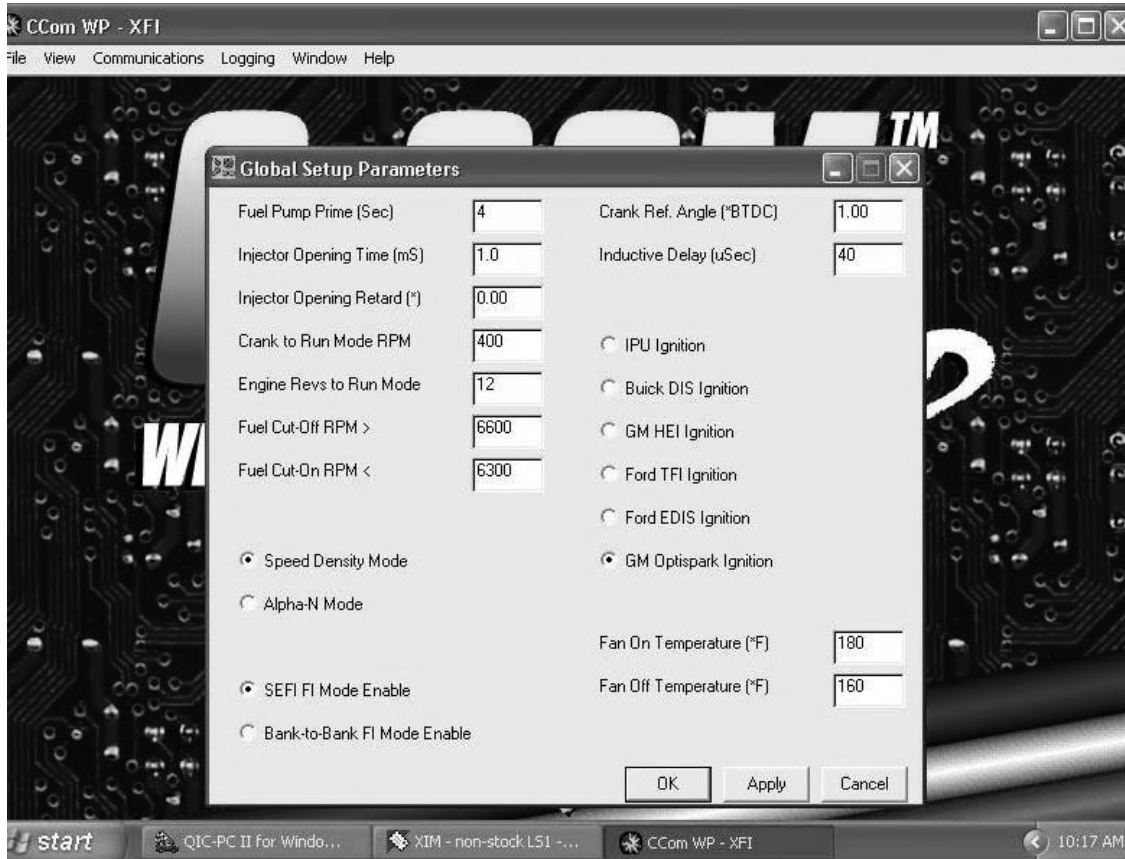 CCom WP - XFI
File View Communications Logging Window Help
TM
Global Setup Parameters
Fuel Pump Prime (Sec) 4
Crank Ref. Angle (*BTDC) 1.00
Injector Opening Time (mS) 1.0
Inductive Delay (uSec) 40
Injector Opening Retard (*) 0.00
Crank to Run Mode RPM 400
IPU Ignition
Engine Revs to Run Mode 12
Buick DIS Ignition
Fuel Cut-Off RPM > 6600
GM HEI Ignition
Fuel Cut-On RPM < 6300
Ford TFI Ignition
Ford EDIS Ignition
Speed Density Mode
GM Optispark Ignition
Alpha-N Mode
Fan On Temperature (*F) 180
SEFI FI Mode Enable
Fan Off Temperature (*F) 160
Bank-to-Bank FI Mode Enable
OK Apply Cancel
start QIC-PC II for Windo... XIM - non-stock LS1 -... CCom WP - XFI 10:17 AM